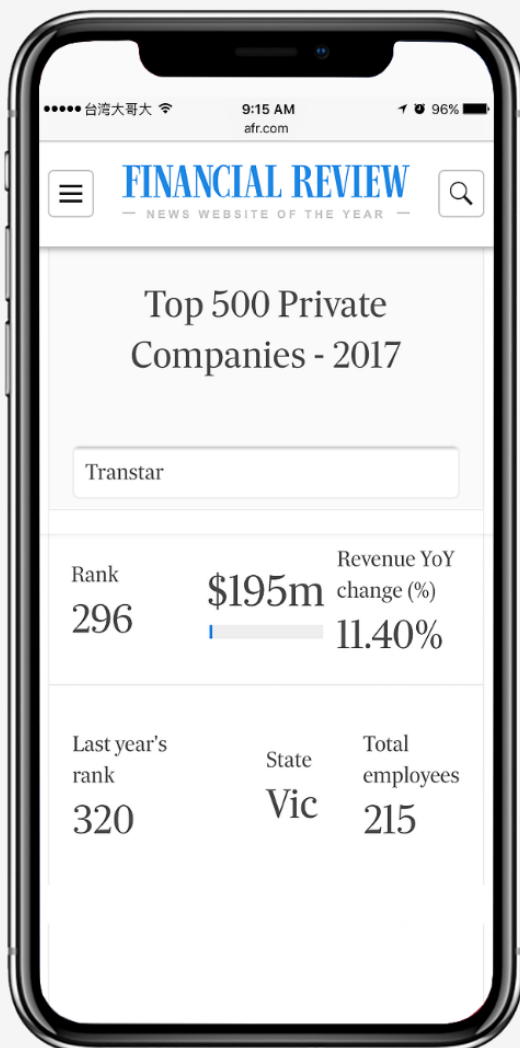 ●●●●● 台湾大哥大 9:15 AM 96%
afr.com
FINANCIAL REVIEW
— NEWS WEBSITE OF THE YEAR —
Top 500 Private
Companies - 2017
Transtar
Rank
296
$195m
Revenue YoY
change (%)
11.40%
Last year's
rank
320
State
Vic
Total
employees
215